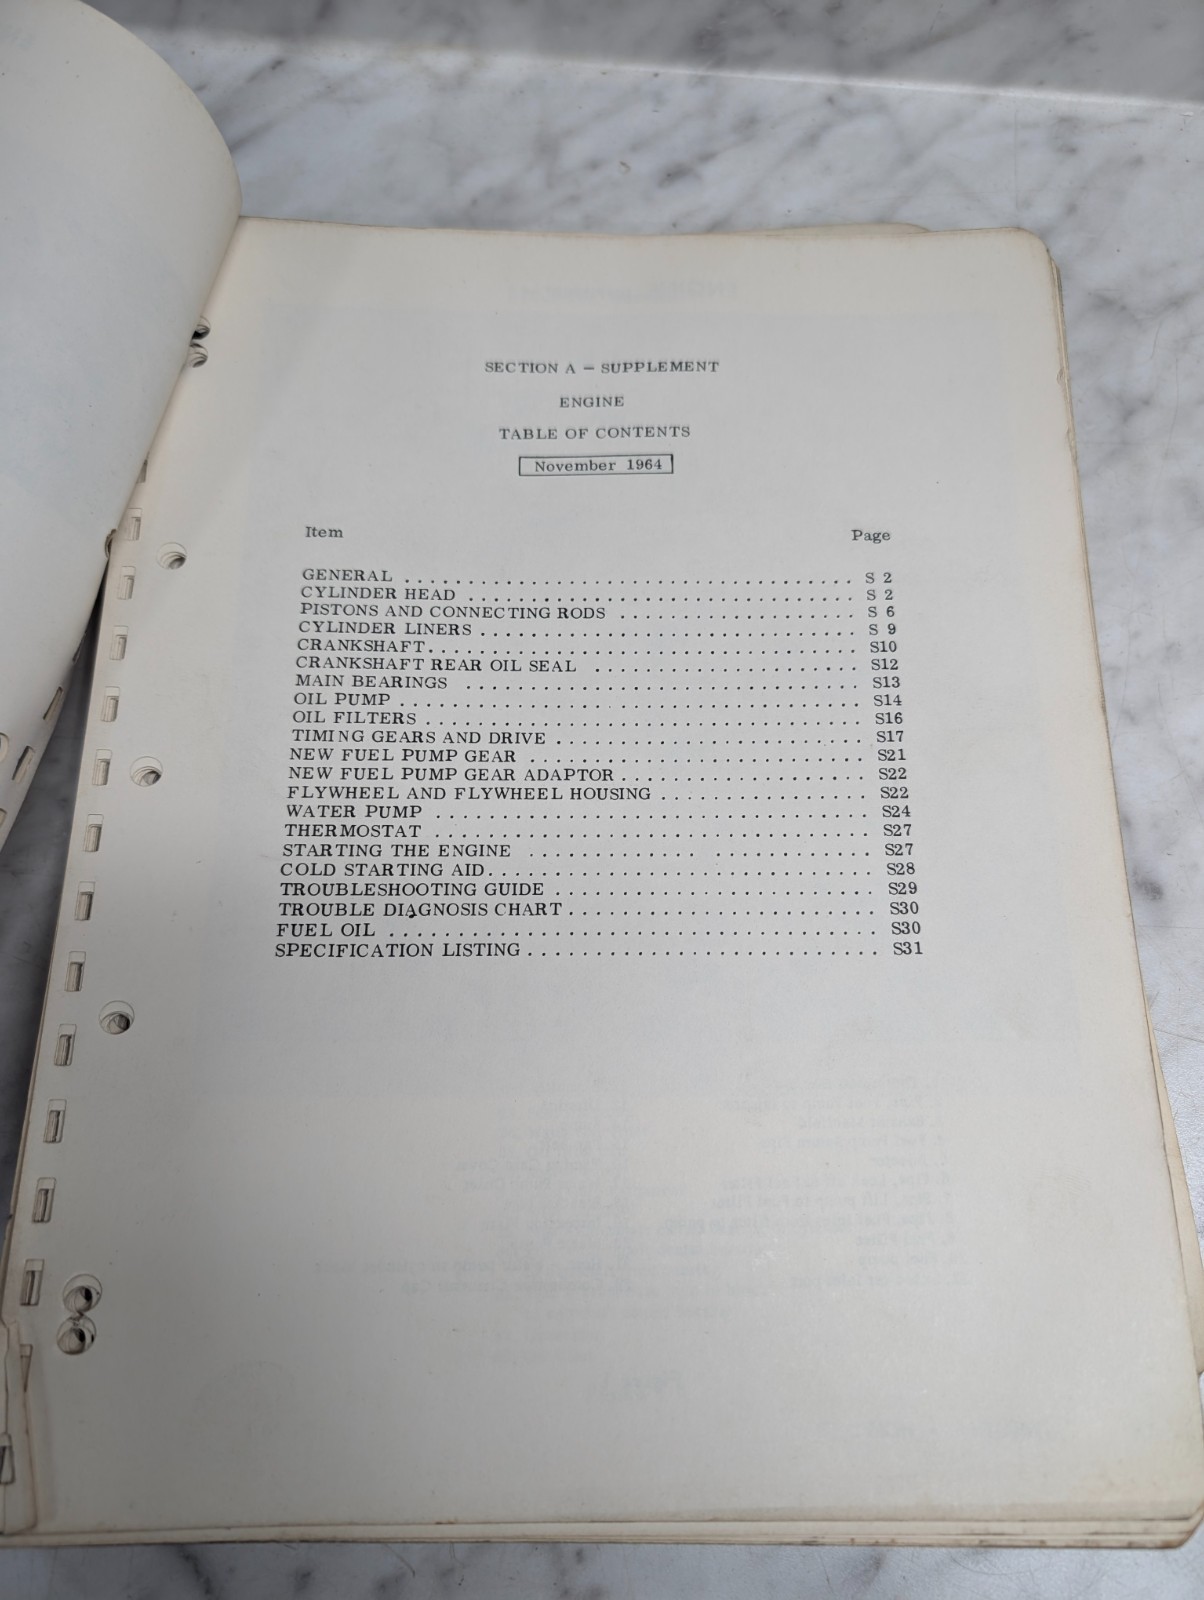 SECTION A — SUPPLEMENT
ENGINE
TABLE OF CONTENTS
November 1964
Item Page
GENERAL . . . . . . . . . . . . . . . . . . . . . . . . . . . . . . . . . . . S 2
CYLINDER HEAD . . . . . . . . . . . . . . . . . . . . . . . . . . . . . . S 2
PISTONS AND CONNECTING RODS . . . . . . . . . . . . . . . . . . S 6
CYLINDER LINERS . . . . . . . . . . . . . . . . . . . . . . . . . . . . . S 9
CRANKSHAFT . . . . . . . . . . . . . . . . . . . . . . . . . . . . . . . . . S10
CRANKSHAFT REAR OIL SEAL . . . . . . . . . . . . . . . . . . . . S12
MAIN BEARINGS . . . . . . . . . . . . . . . . . . . . . . . . . . . . . . S13
OIL PUMP . . . . . . . . . . . . . . . . . . . . . . . . . . . . . . . . . . . S14
OIL FILTERS . . . . . . . . . . . . . . . . . . . . . . . . . . . . . . . . . S16
TIMING GEARS AND DRIVE . . . . . . . . . . . . . . . . . . . . . . . S17
NEW FUEL PUMP GEAR . . . . . . . . . . . . . . . . . . . . . . . . . S21
NEW FUEL PUMP GEAR ADAPTOR . . . . . . . . . . . . . . . . . . . S22
FLYWHEEL AND FLYWHEEL HOUSING . . . . . . . . . . . . . . . . S22
WATER PUMP . . . . . . . . . . . . . . . . . . . . . . . . . . . . . . . . S24
THERMOSTAT . . . . . . . . . . . . . . . . . . . . . . . . . . . . . . . . S27
STARTING THE ENGINE . . . . . . . . . . . . . . . . . . . . . . . . . S27
COLD STARTING AID . . . . . . . . . . . . . . . . . . . . . . . . . . . . S28
TROUBLESHOOTING GUIDE . . . . . . . . . . . . . . . . . . . . . . . S29
TROUBLE DIAGNOSIS CHART . . . . . . . . . . . . . . . . . . . . . . S30
FUEL OIL . . . . . . . . . . . . . . . . . . . . . . . . . . . . . . . . . . . . S30
SPECIFICATION LISTING . . . . . . . . . . . . . . . . . . . . . . . . . S31